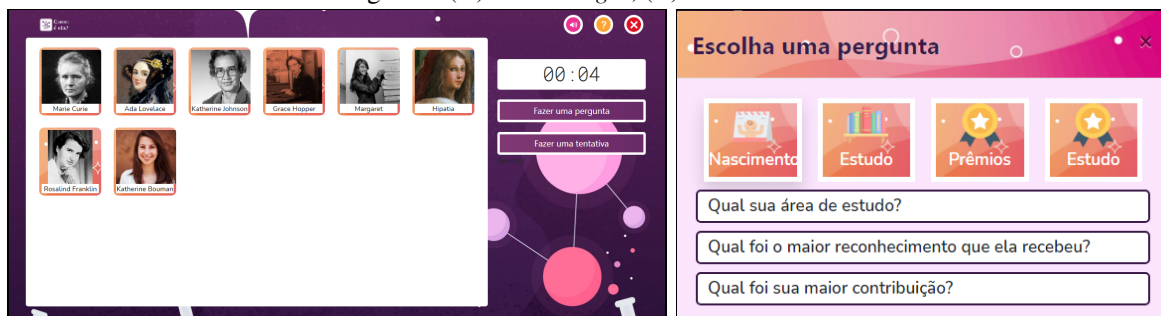 Quem
é ela?
?
00:04
Fazer uma pergunta
Fazer uma tentativa
Marie Curie
Ada Lovelace
Katherine Johnson
Grace Hopper
Margaret
Hipatia
Rosalind Franklin
Katherine Bouman
Escolha uma pergunta
×
Nascimento
Estudo
Prêmios
Estudo
Qual sua área de estudo?
Qual foi o maior reconhecimento que ela recebeu?
Qual foi sua maior contribuição?